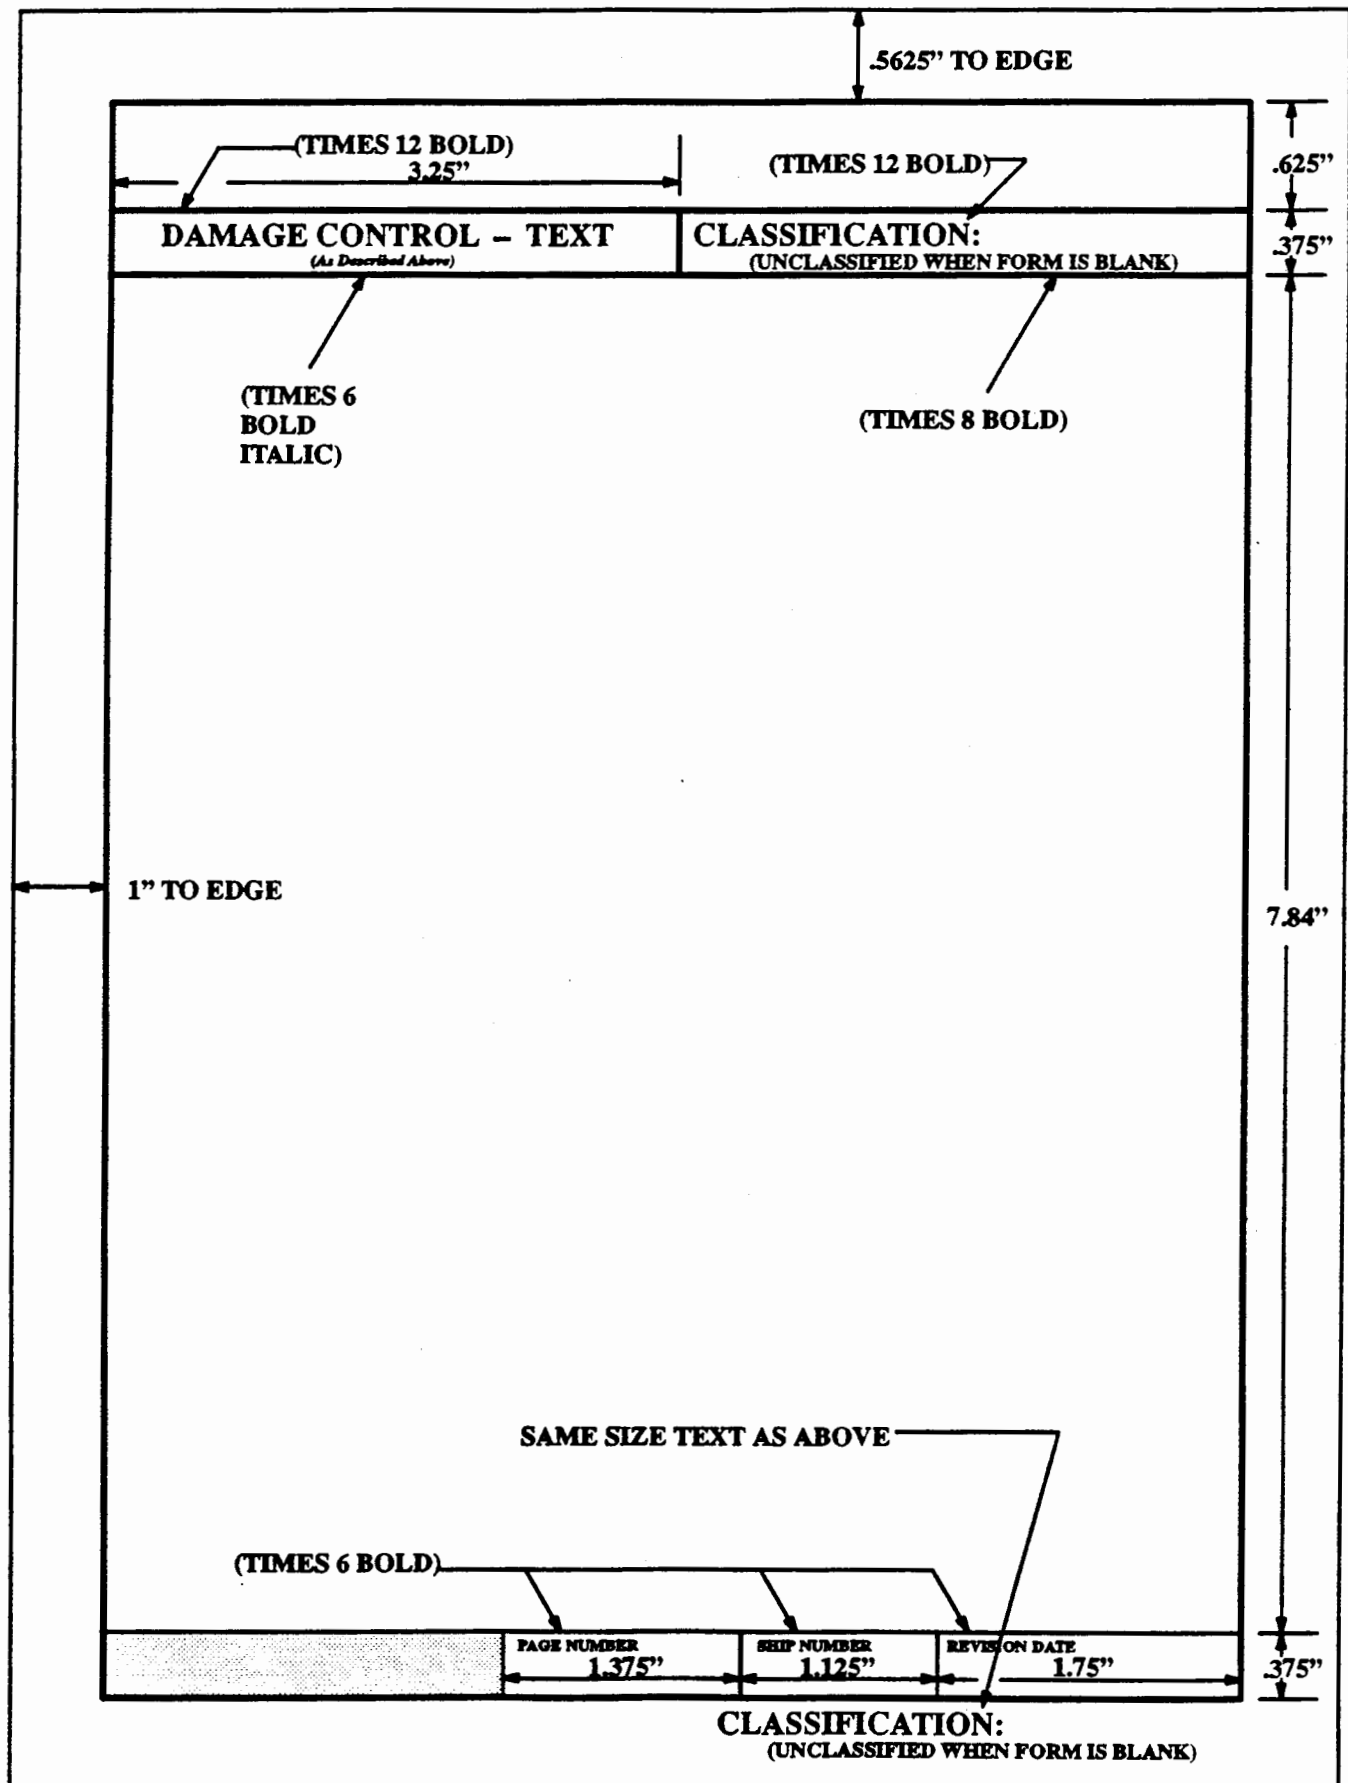 .5625” TO EDGE
(TIMES 12 BOLD)
3.25”
(TIMES 12 BOLD)
.625”
DAMAGE CONTROL – TEXT
(As Described Above)
CLASSIFICATION:
(UNCLASSIFIED WHEN FORM IS BLANK)
.375”
(TIMES 6
BOLD
ITALIC)
(TIMES 8 BOLD)
1” TO EDGE
7.84”
SAME SIZE TEXT AS ABOVE
(TIMES 6 BOLD)
PAGE NUMBER
1.375”
SHIP NUMBER
1.125”
REVISION DATE
1.75”
.375”
CLASSIFICATION:
(UNCLASSIFIED WHEN FORM IS BLANK)